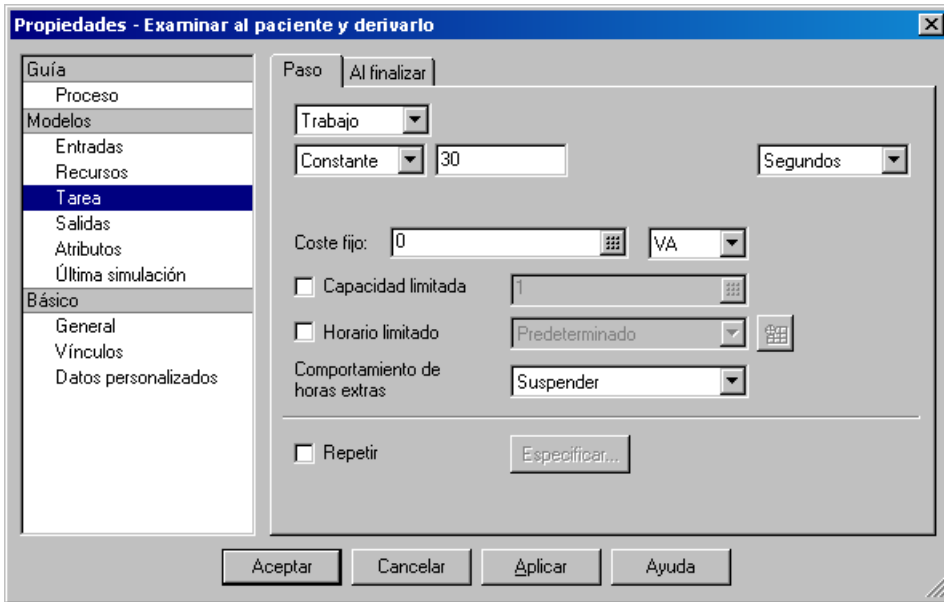 Propiedades - Examinar al paciente y derivarlo
Guía
Proceso
Modelos
Entradas
Recursos
Tarea
Salidas
Atributos
Última simulación
Básico
General
Vínculos
Datos personalizados
Paso
Al finalizar
Trabajo
Constante 30 Segundos
Coste fijo: 0 VA
Capacidad limitada 1
Horario limitado Predeterminado
Comportamiento de
horas extras Suspender
Repetir Especificar...
Aceptar Cancelar Aplicar Ayuda